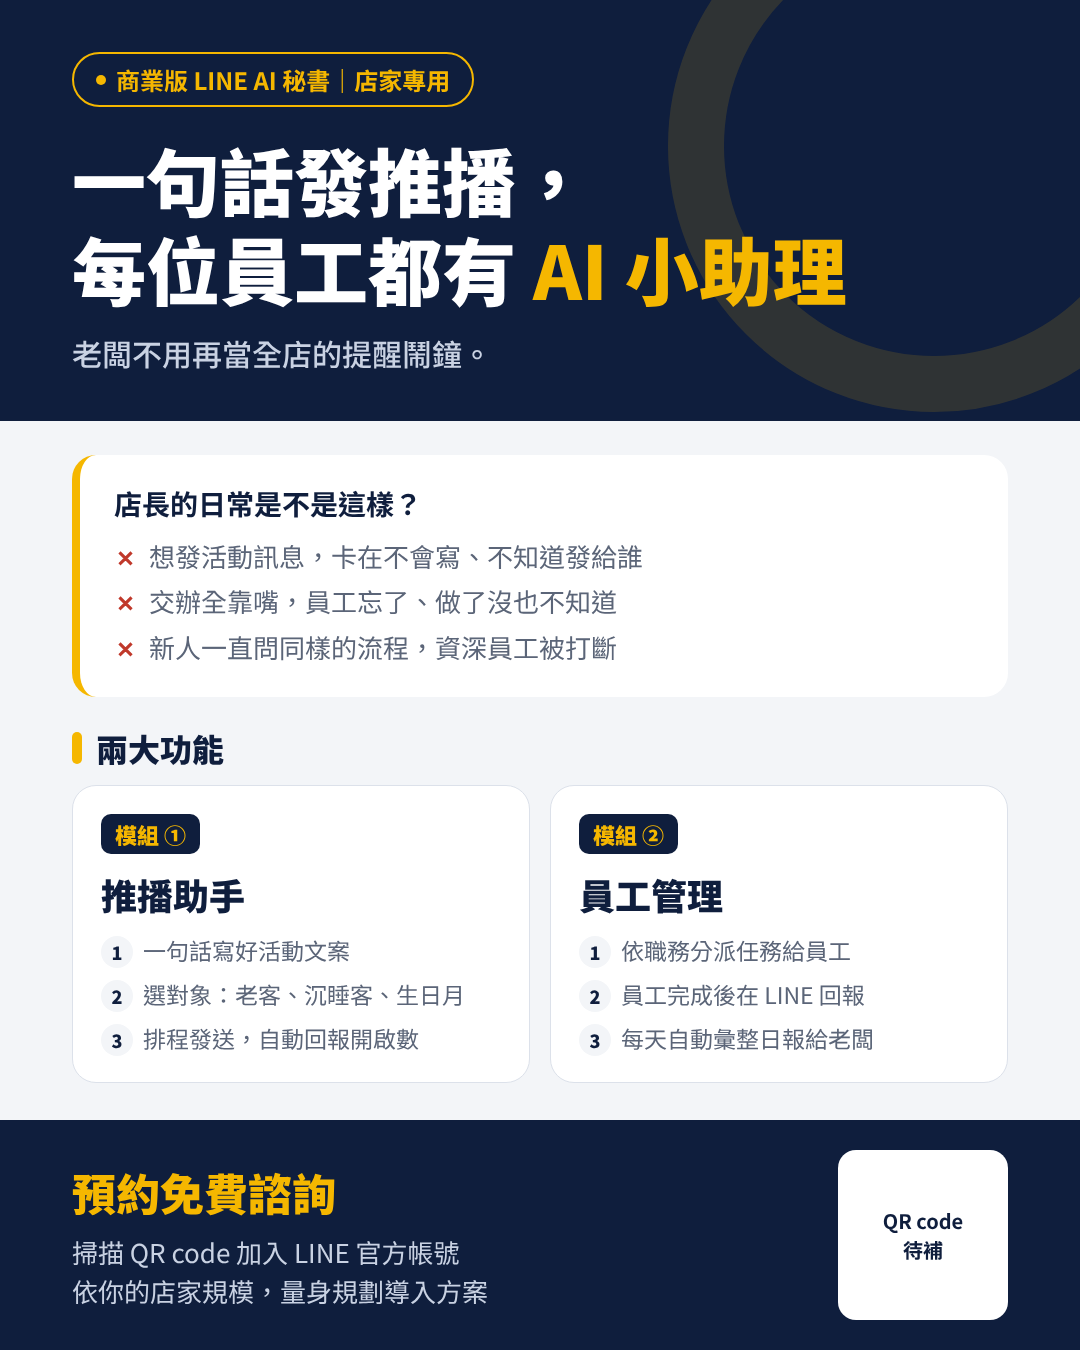 商業版 LINE AI 秘書｜店家專用
一句話發推播，
每位員工都有 AI 小助理
老闆不用再當全店的提醒鬧鐘。
店長的日常是不是這樣？
× 想發活動訊息，卡在不會寫、不知道發給誰
× 交辦全靠嘴，員工忘了、做了沒也不知道
× 新人一直問同樣的流程，資深員工被打斷
兩大功能
模組 ①
推播助手
1 一句話寫好活動文案
2 選對象：老客、沉睡客、生日月
3 排程發送，自動回報開啟數
模組 ②
員工管理
1 依職務分派任務給員工
2 員工完成後在 LINE 回報
3 每天自動彙整日報給老闆
預約免費諮詢
掃描 QR code 加入 LINE 官方帳號
依你的店家規模，量身規劃導入方案
QR code
待補